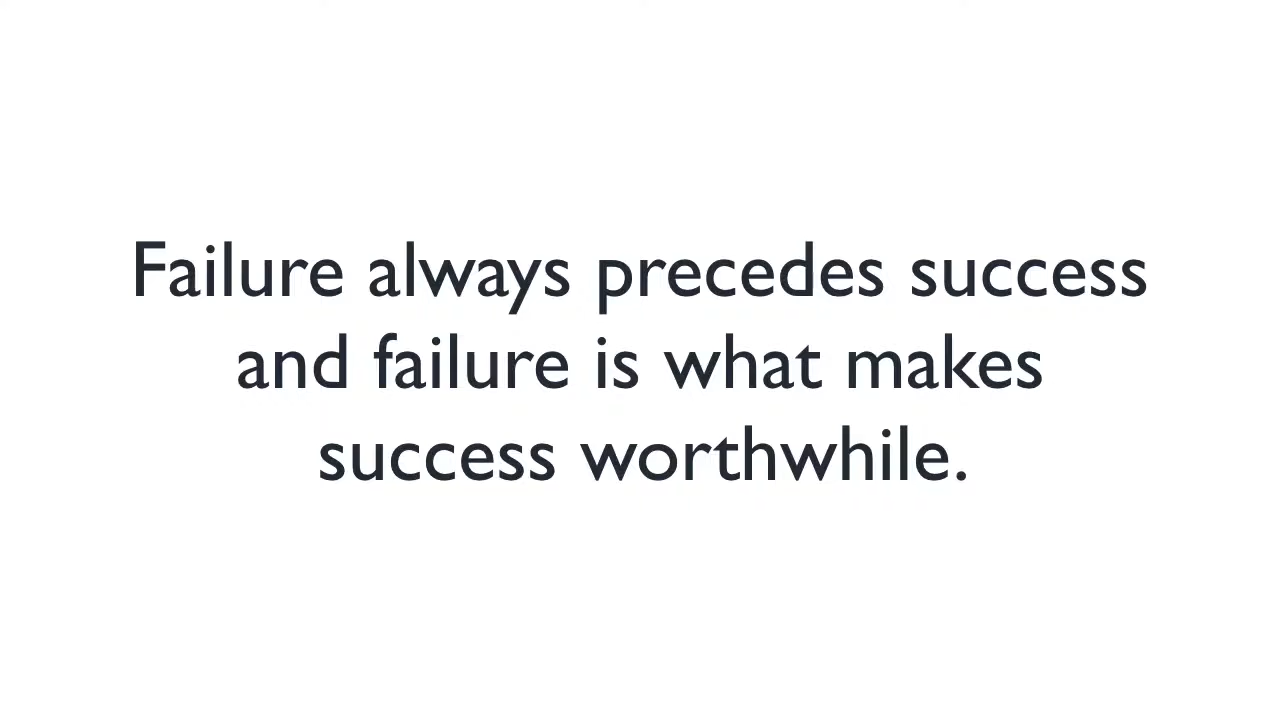 Failure always precedes success
and failure is what makes
success worthwhile.